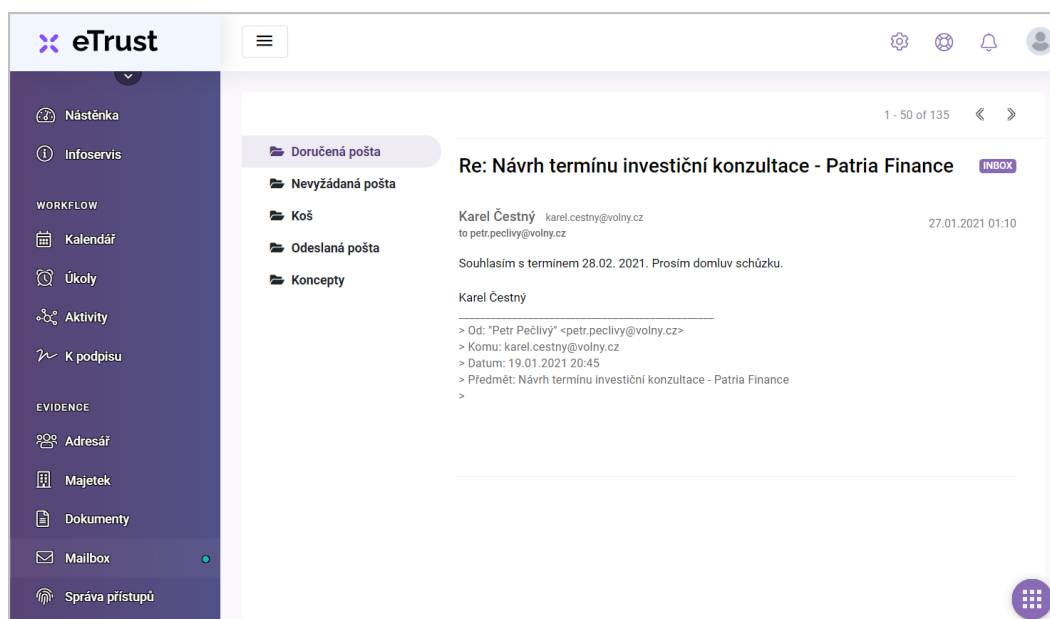 eTrust
Nástěnka
Infoservis
WORKFLOW
Kalendář
Úkoly
Aktivity
K podpisu
EVIDENCE
Adresář
Majetek
Dokumenty
Mailbox
Správa přístupů
Doručená pošta
Nevyžádaná pošta
Koš
Odeslaná pošta
Koncepty
1 - 50 of 135
Re: Návrh termínu investiční konzultace - Patria Finance INBOX
Karel Čestný karel.cestny@volny.cz 27.01.2021 01:10
to petr.peclivy@volny.cz
Souhlasím s termínem 28.02. 2021. Prosím domluv schůzku.
Karel Čestný
> Od: "Petr Pečlivý" <petr.peclivy@volny.cz>
> Komu: karel.cestny@volny.cz
> Datum: 19.01.2021 20:45
> Předmět: Návrh termínu investiční konzultace - Patria Finance
>